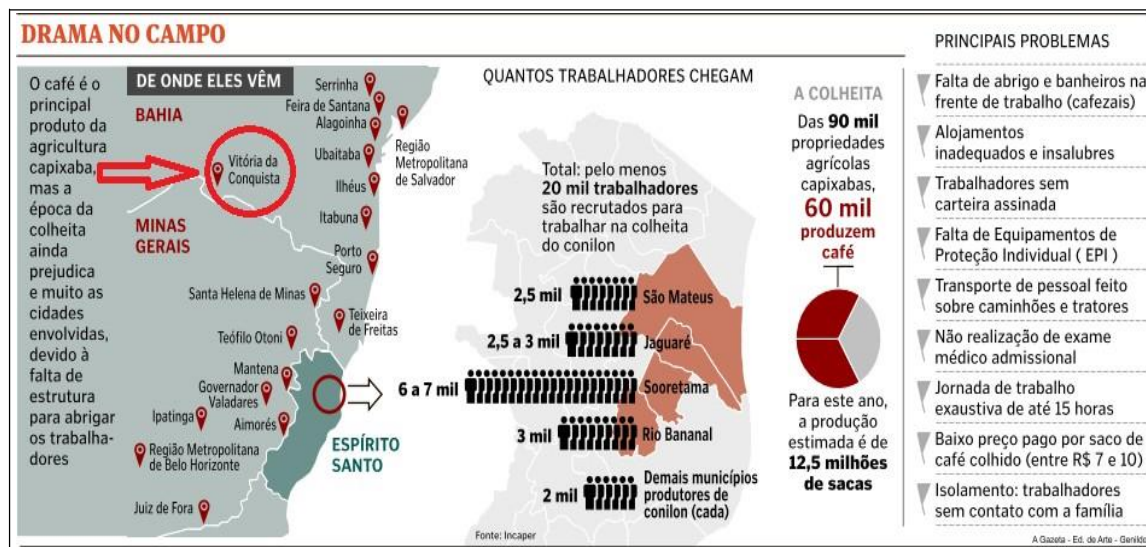 DRAMA NO CAMPO
O café é o
principal
produto da
agricultura
capixaba,
mas a
época da
colheita
ainda
prejudica
e muito as
cidades
envolvidas,
devido à
falta de
estrutura
para abrigar
os trabalha-
dores
DE ONDE ELES VÊM
BAHIA
Vitória da
Conquista
MINAS
GERAIS
Serrinha
Feira de Santana
Alagoinha
Região
Metropolitana
de Salvador
Ubaitaba
Ilhéus
Itabuna
Porto
Seguro
Santa Helena de Minas
Teixeira
de Freitas
Teófilo Otoni
Mantena
Governador
Valadares
Ipatinga
Aimorés
Região Metropolitana
de Belo Horizonte
Juiz de Fora
ESPÍRITO
SANTO
QUANTOS TRABALHADORES CHEGAM
Total: pelo menos
20 mil trabalhadores
são recrutados para
trabalhar na colheita
do conilon
2,5 mil São Mateus
2,5 a 3 mil Jaguaré
6 a 7 mil Sooretama
3 mil Rio Bananal
2 mil Demais municípios
produtores de
conilon (cada)
Fonte: Incaper
A COLHEITA
Das 90 mil
propriedades
agrícolas
capixabas,
60 mil
produzem
café
Para este ano,
a produção
estimada é de
12,5 milhões
de sacas
PRINCIPAIS PROBLEMAS
Falta de abrigo e banheiros na
frente de trabalho (cafezais)
Alojamentos
inadequados e insalubres
Trabalhadores sem
carteira assinada
Falta de Equipamentos de
Proteção Individual ( EPI )
Transporte de pessoal feito
sobre caminhões e tratores
Não realização de exame
médico admissional
Jornada de trabalho
exaustiva de até 15 horas
Baixo preço pago por saco de
café colhido (entre R$ 7 e 10)
Isolamento: trabalhadores
sem contato com a família
A Gazeta - Ed. de Arte - Genildo